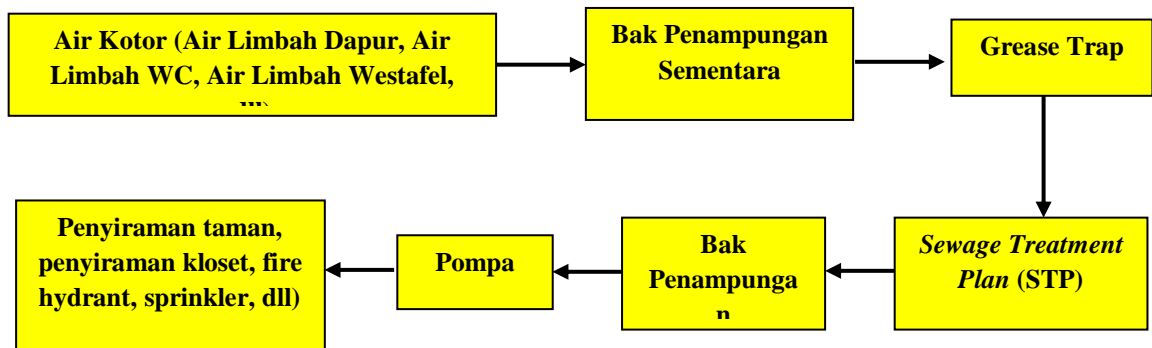 Air Kotor (Air Limbah Dapur, Air
Limbah WC, Air Limbah Westafel,
dll)
Bak Penampungan
Sementara
Grease Trap
Sewage Treatment
Plan (STP)
Bak
Penampunga
n
Pompa
Penyiraman taman,
penyiraman kloset, fire
hydrant, sprinkler, dll)